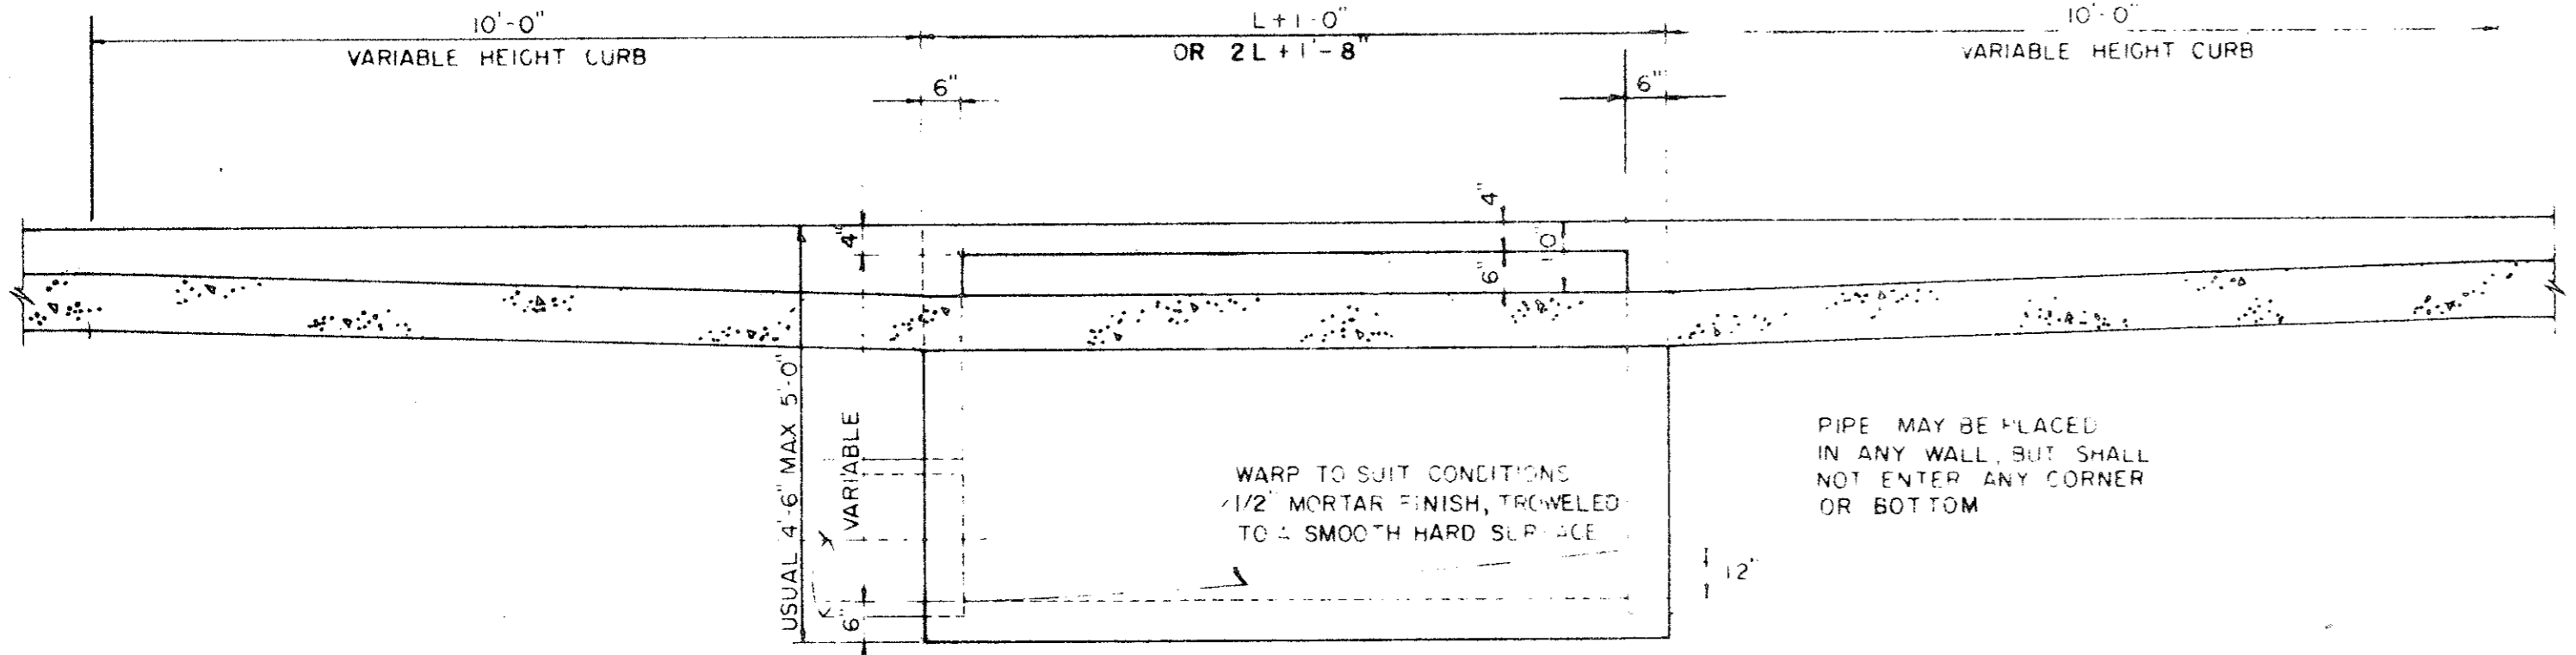 10'-0"
VARIABLE HEIGHT CURB
L+1-0"
OR 2L+1'-8"
10'-0"
VARIABLE HEIGHT CURB
6"
6"
4"
4"
10"
6"
USUAL 4'-6" MAX 5'-0"
VARIABLE
6"
WARP TO SUIT CONDITIONS
1/2" MORTAR FINISH, TROWELED
TO A SMOOTH HARD SURFACE
12"
PIPE MAY BE PLACED
IN ANY WALL, BUT SHALL
NOT ENTER ANY CORNER
OR BOTTOM